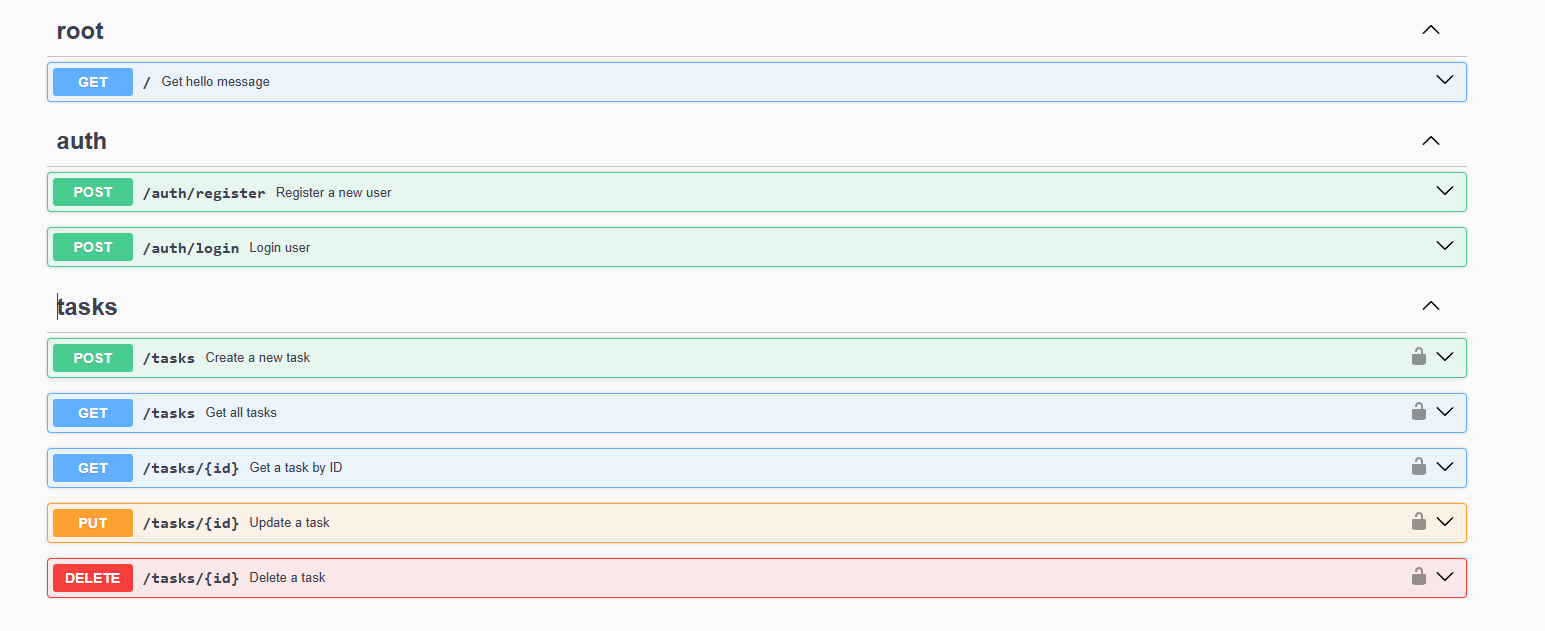 root
GET / Get hello message
auth
POST /auth/register Register a new user
POST /auth/login Login user
tasks
POST /tasks Create a new task
GET /tasks Get all tasks
GET /tasks/{id} Get a task by ID
PUT /tasks/{id} Update a task
DELETE /tasks/{id} Delete a task